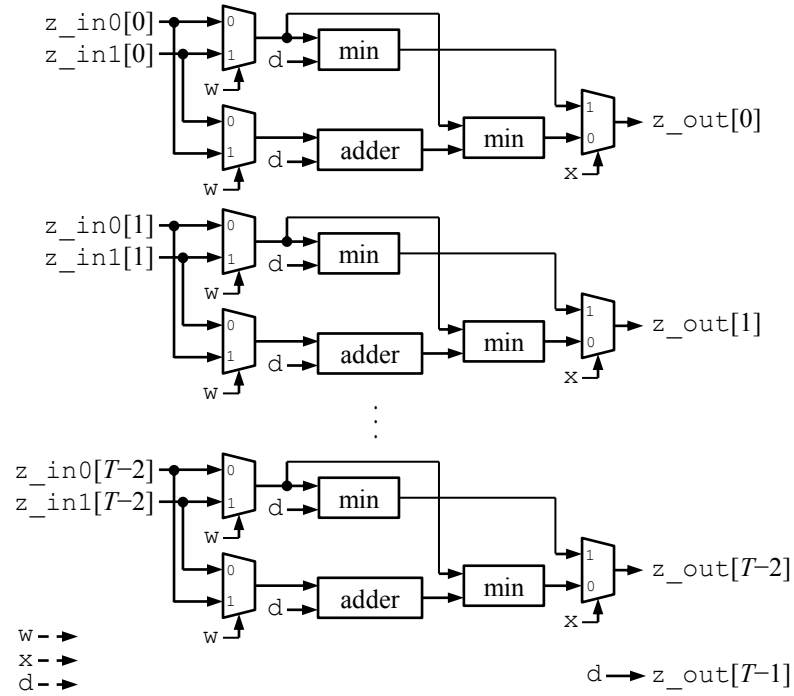 z_in0[0]
z_in1[0]
0
1
w
d
min
0
1
w
d
adder
min
1
0
x
z_out[0]
z_in0[1]
z_in1[1]
0
1
w
d
min
0
1
w
d
adder
min
1
0
x
z_out[1]
⋮
z_in0[T−2]
z_in1[T−2]
0
1
w
d
min
0
1
w
d
adder
min
1
0
x
z_out[T−2]
w
x
d
d z_out[T−1]